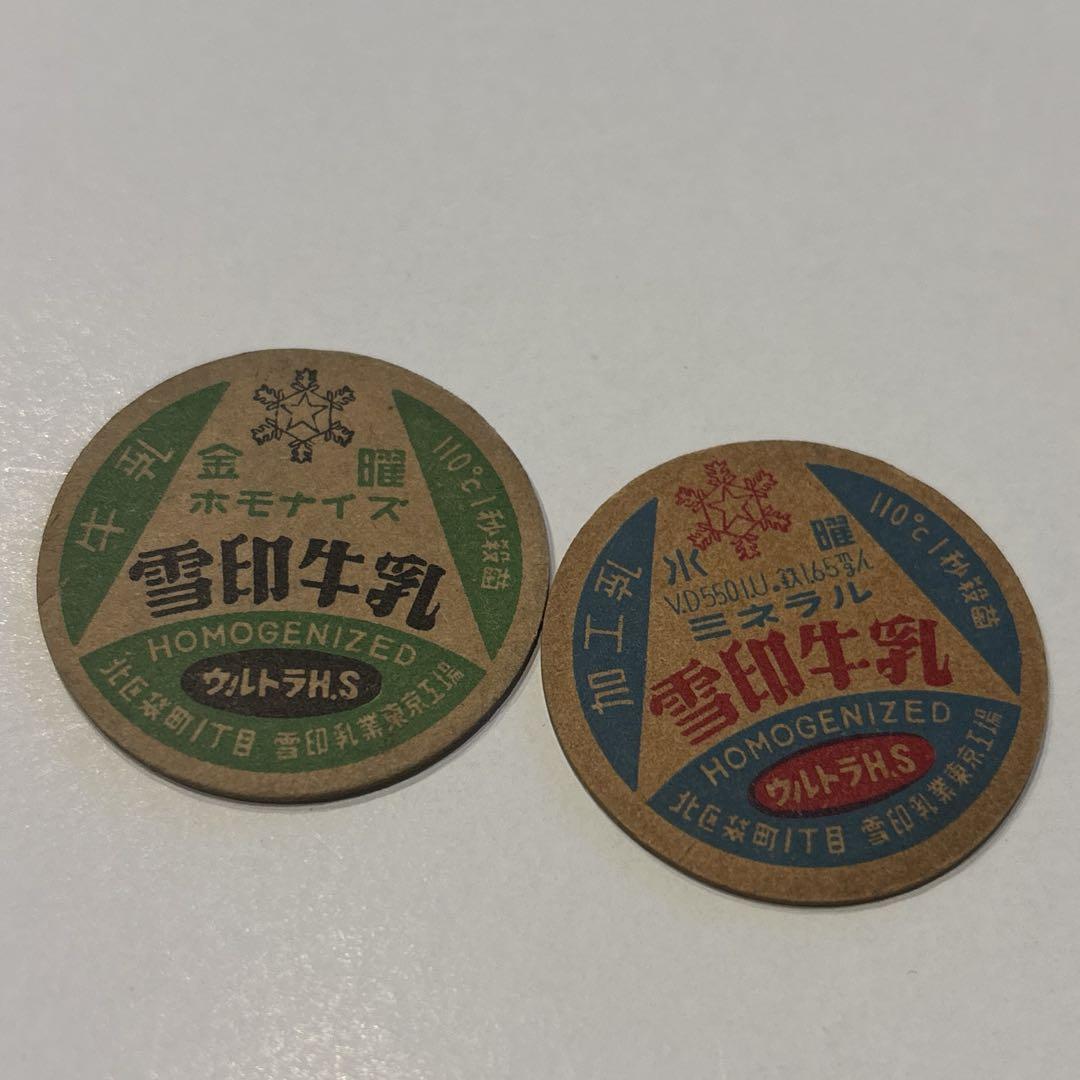 牛乳
金曜
110℃1秒殺菌
ホモナイズ
雪印牛乳
HOMOGENIZED
ウルトラH.S
北区袋町1丁目 雪印乳業東京工場
加工乳
水曜
110℃1秒殺菌
V.D550I.U.鉄1.65
ミネラル
雪印牛乳
HOMOGENIZED
ウルトラH.S
北区袋町1丁目 雪印乳業東京工場